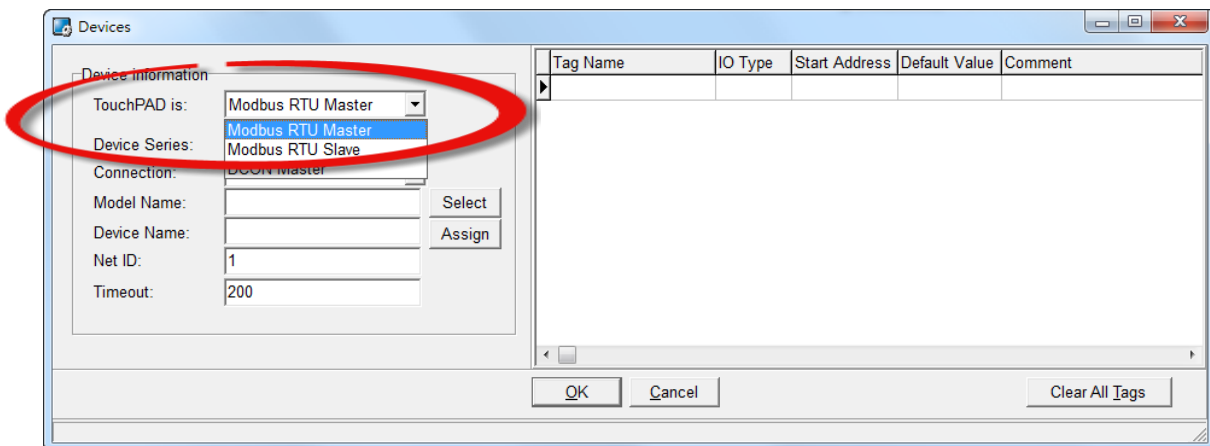 Devices
Device Information
TouchPAD is: Modbus RTU Master
Modbus RTU Master
Device Series: Modbus RTU Slave
Connection: DCON Master
Model Name: Select
Device Name: Assign
Net ID: 1
Timeout: 200
Tag Name IO Type Start Address Default Value Comment
OK Cancel Clear All Tags